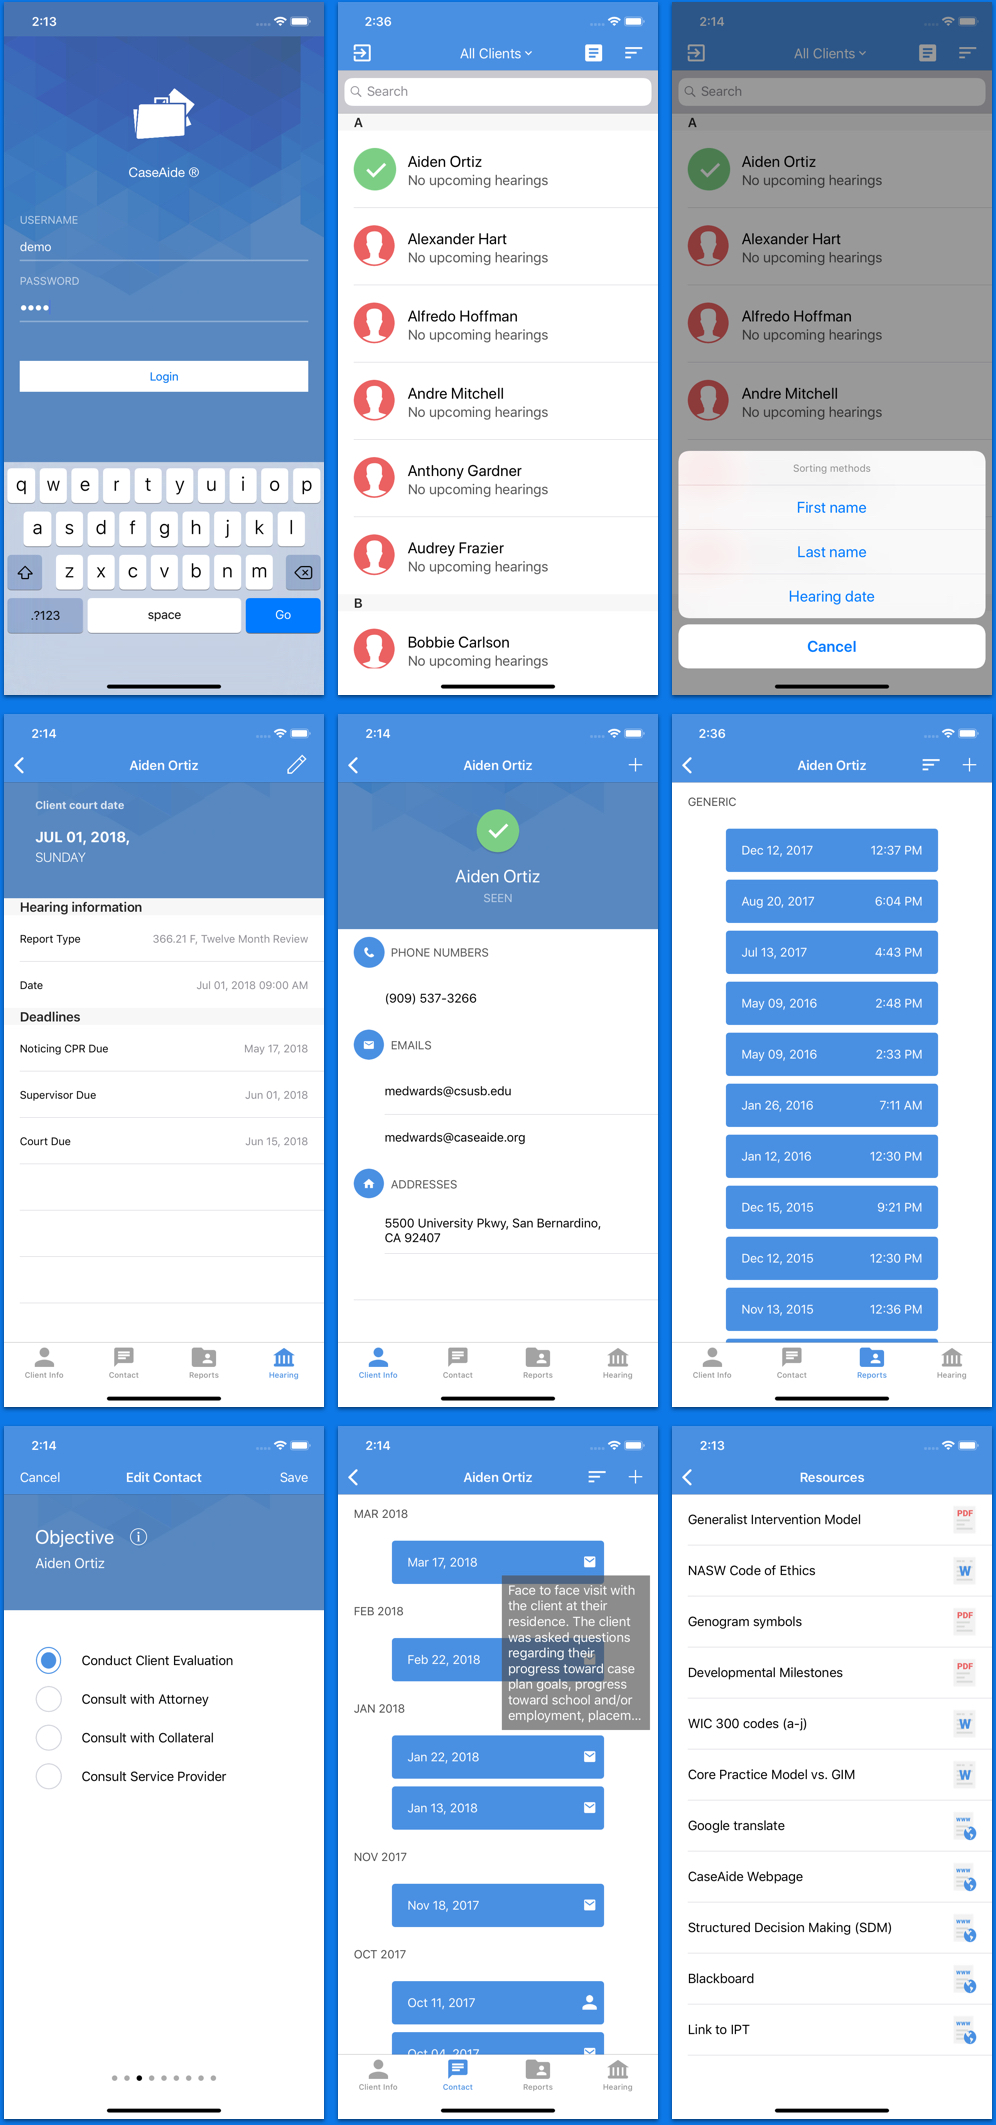 2:13
CaseAide ®
USERNAME
demo
PASSWORD
••••
Login
q w e r t y u i o p
a s d f g h j k l
z x c v b n m
.?123 space Go
2:36
All Clients
Search
A
Aiden Ortiz
No upcoming hearings
Alexander Hart
No upcoming hearings
Alfredo Hoffman
No upcoming hearings
Andre Mitchell
No upcoming hearings
Anthony Gardner
No upcoming hearings
Audrey Frazier
No upcoming hearings
B
Bobbie Carlson
No upcoming hearings
2:14
All Clients
Search
A
Aiden Ortiz
No upcoming hearings
Alexander Hart
No upcoming hearings
Alfredo Hoffman
No upcoming hearings
Andre Mitchell
No upcoming hearings
Sorting methods
First name
Last name
Hearing date
Cancel
2:14
Aiden Ortiz
Client court date
JUL 01, 2018,
SUNDAY
Hearing information
Report Type 366.21 F, Twelve Month Review
Date Jul 01, 2018 09:00 AM
Deadlines
Noticing CPR Due May 17, 2018
Supervisor Due Jun 01, 2018
Court Due Jun 15, 2018
Client Info Contact Reports Hearing
2:14
Aiden Ortiz
Aiden Ortiz
SEEN
PHONE NUMBERS
(909) 537-3266
EMAILS
medwards@csusb.edu
medwards@caseaide.org
ADDRESSES
5500 University Pkwy, San Bernardino,
CA 92407
Client Info Contact Reports Hearing
2:36
Aiden Ortiz
GENERIC
Dec 12, 2017 12:37 PM
Aug 20, 2017 6:04 PM
Jul 13, 2017 4:43 PM
May 09, 2016 2:48 PM
May 09, 2016 2:33 PM
Jan 26, 2016 7:11 AM
Jan 12, 2016 12:30 PM
Dec 15, 2015 9:21 PM
Dec 12, 2015 12:30 PM
Nov 13, 2015 12:36 PM
Client Info Contact Reports Hearing
2:14
Cancel Edit Contact Save
Objective
Aiden Ortiz
Conduct Client Evaluation
Consult with Attorney
Consult with Collateral
Consult Service Provider
2:14
Aiden Ortiz
MAR 2018
Mar 17, 2018
Face to face visit with
the client at their
residence. The client
was asked questions
regarding their
progress toward case
plan goals, progress
toward school and/or
employment, placem...
FEB 2018
Feb 22, 2018
JAN 2018
Jan 22, 2018
Jan 13, 2018
NOV 2017
Nov 18, 2017
OCT 2017
Oct 11, 2017
Oct 04, 2017
Client Info Contact Reports Hearing
2:13
Resources
Generalist Intervention Model PDF
NASW Code of Ethics W
Genogram symbols PDF
Developmental Milestones PDF
WIC 300 codes (a-j) W
Core Practice Model vs. GIM W
Google translate www
CaseAide Webpage www
Structured Decision Making (SDM) www
Blackboard www
Link to IPT www